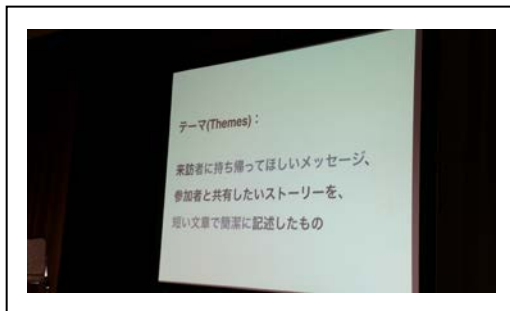 テーマ(Themes)：
来訪者に持ち帰ってほしいメッセージ、
参加者と共有したいストーリーを、
短い文章で簡潔に記述したもの